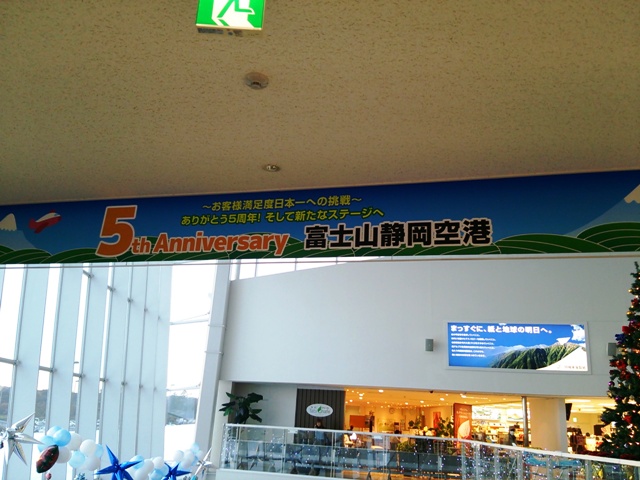 ～お客様満足度日本一への挑戦～
ありがとう5周年! そして新たなステージへ
5th Anniversary 富士山静岡空港
まっすぐに、紙と地球の明日へ。